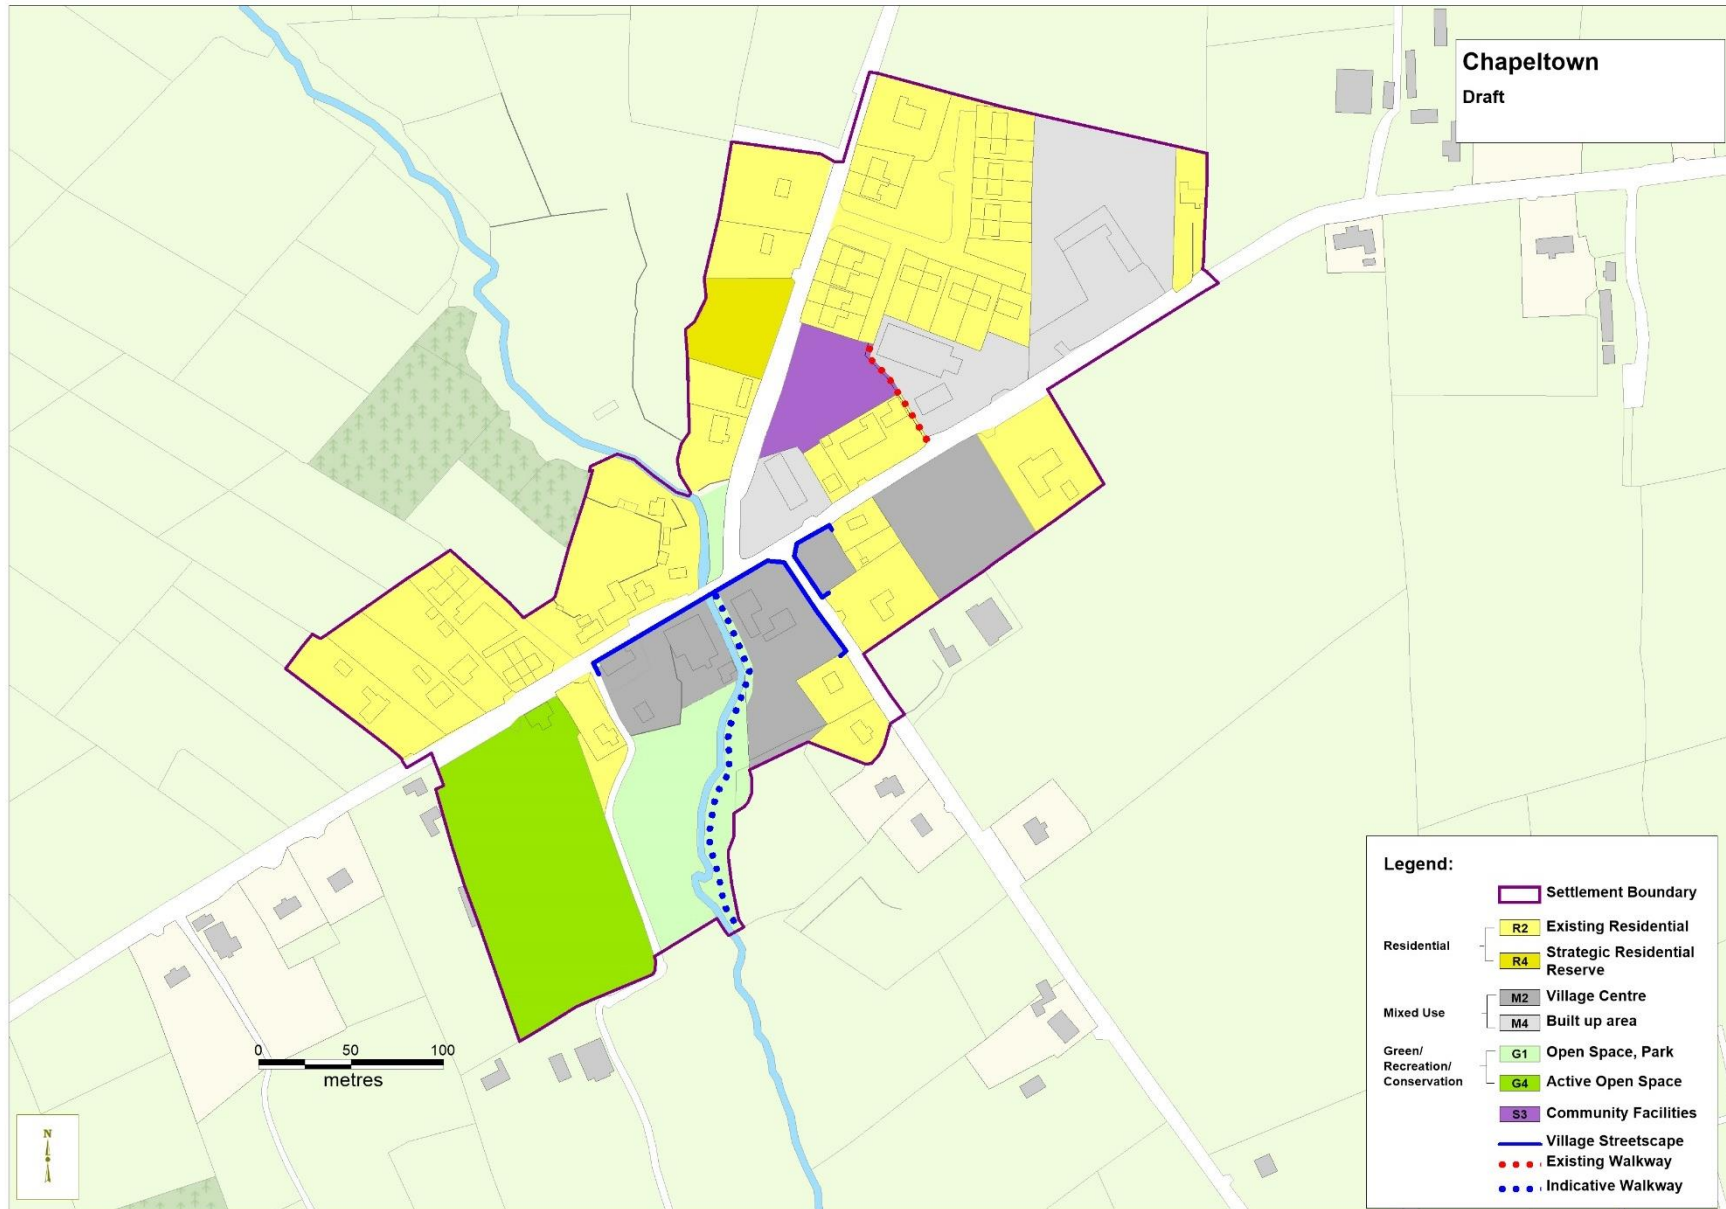 Chapeltown
Draft
0 50 100
metres
N
Legend:
Settlement Boundary
Residential
R2 Existing Residential
R4 Strategic Residential
Reserve
Mixed Use
M2 Village Centre
M4 Built up area
Green/
Recreation/
Conservation
G1 Open Space, Park
G4 Active Open Space
S3 Community Facilities
Village Streetscape
Existing Walkway
Indicative Walkway